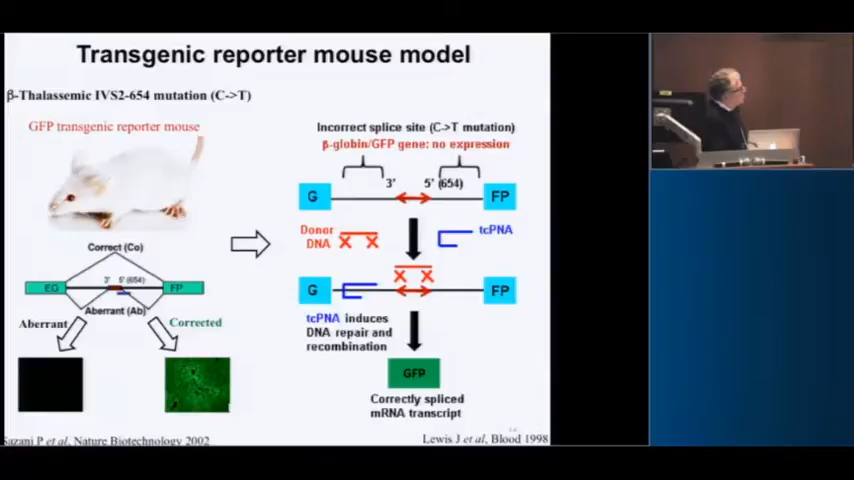 Transgenic reporter mouse model
β-Thalassemic IVS2-654 mutation (C->T)
GFP transgenic reporter mouse
Correct (Co)
3' 5' (654)
EG FP
Aberrant (Ab)
Aberrant Corrected
Sazani P et al, Nature Biotechnology 2002
Incorrect splice site (C->T mutation)
β-globin/GFP gene: no expression
3' 5' (654)
G FP
Donor
DNA
tcPNA
G FP
tcPNA induces
DNA repair and
recombination
GFP
Correctly spliced
mRNA transcript
Lewis J et al, Blood 1998